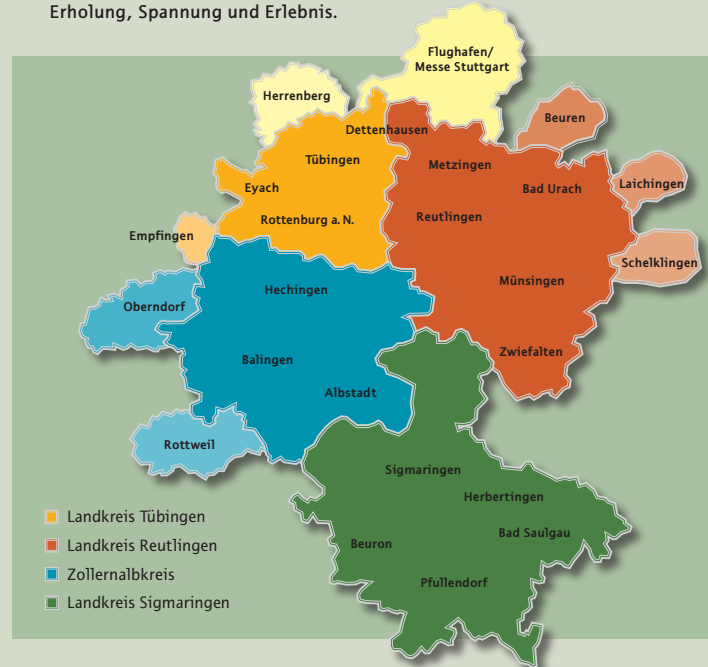 Erholung, Spannung und Erlebnis.
Flughafen/
Messe Stuttgart
Herrenberg
Beuren
Dettenhausen
Tübingen
Metzingen
Eyach
Bad Urach
Laichingen
Rottenburg a. N.
Reutlingen
Empfingen
Schelklingen
Hechingen
Münsingen
Oberndorf
Balingen
Zwiefalten
Albstadt
Rottweil
Sigmaringen
Herbertingen
Bad Saulgau
Beuron
Pfullendorf
Landkreis Tübingen
Landkreis Reutlingen
Zollernalbkreis
Landkreis Sigmaringen